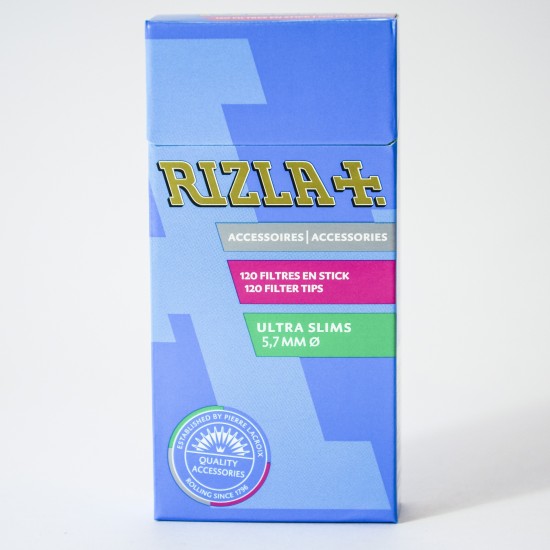 RIZLA+.
ACCESSOIRES | ACCESSORIES
120 FILTRES EN STICK
120 FILTER TIPS
ULTRA SLIMS
5,7 MM Ø
ESTABLISHED BY PIERRE LACROIX
QUALITY
ACCESSORIES
ROLLING SINCE 1796